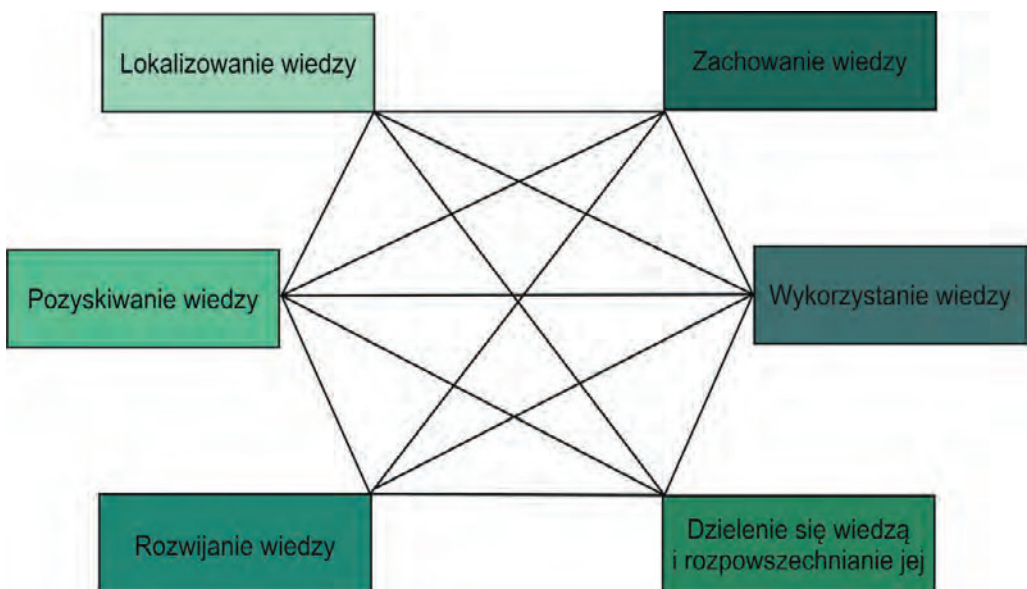 Lokalizowanie wiedzy
Zachowanie wiedzy
Pozyskiwanie wiedzy
Wykorzystanie wiedzy
Rozwijanie wiedzy
Dzielenie się wiedzą
i rozpowszechnianie jej